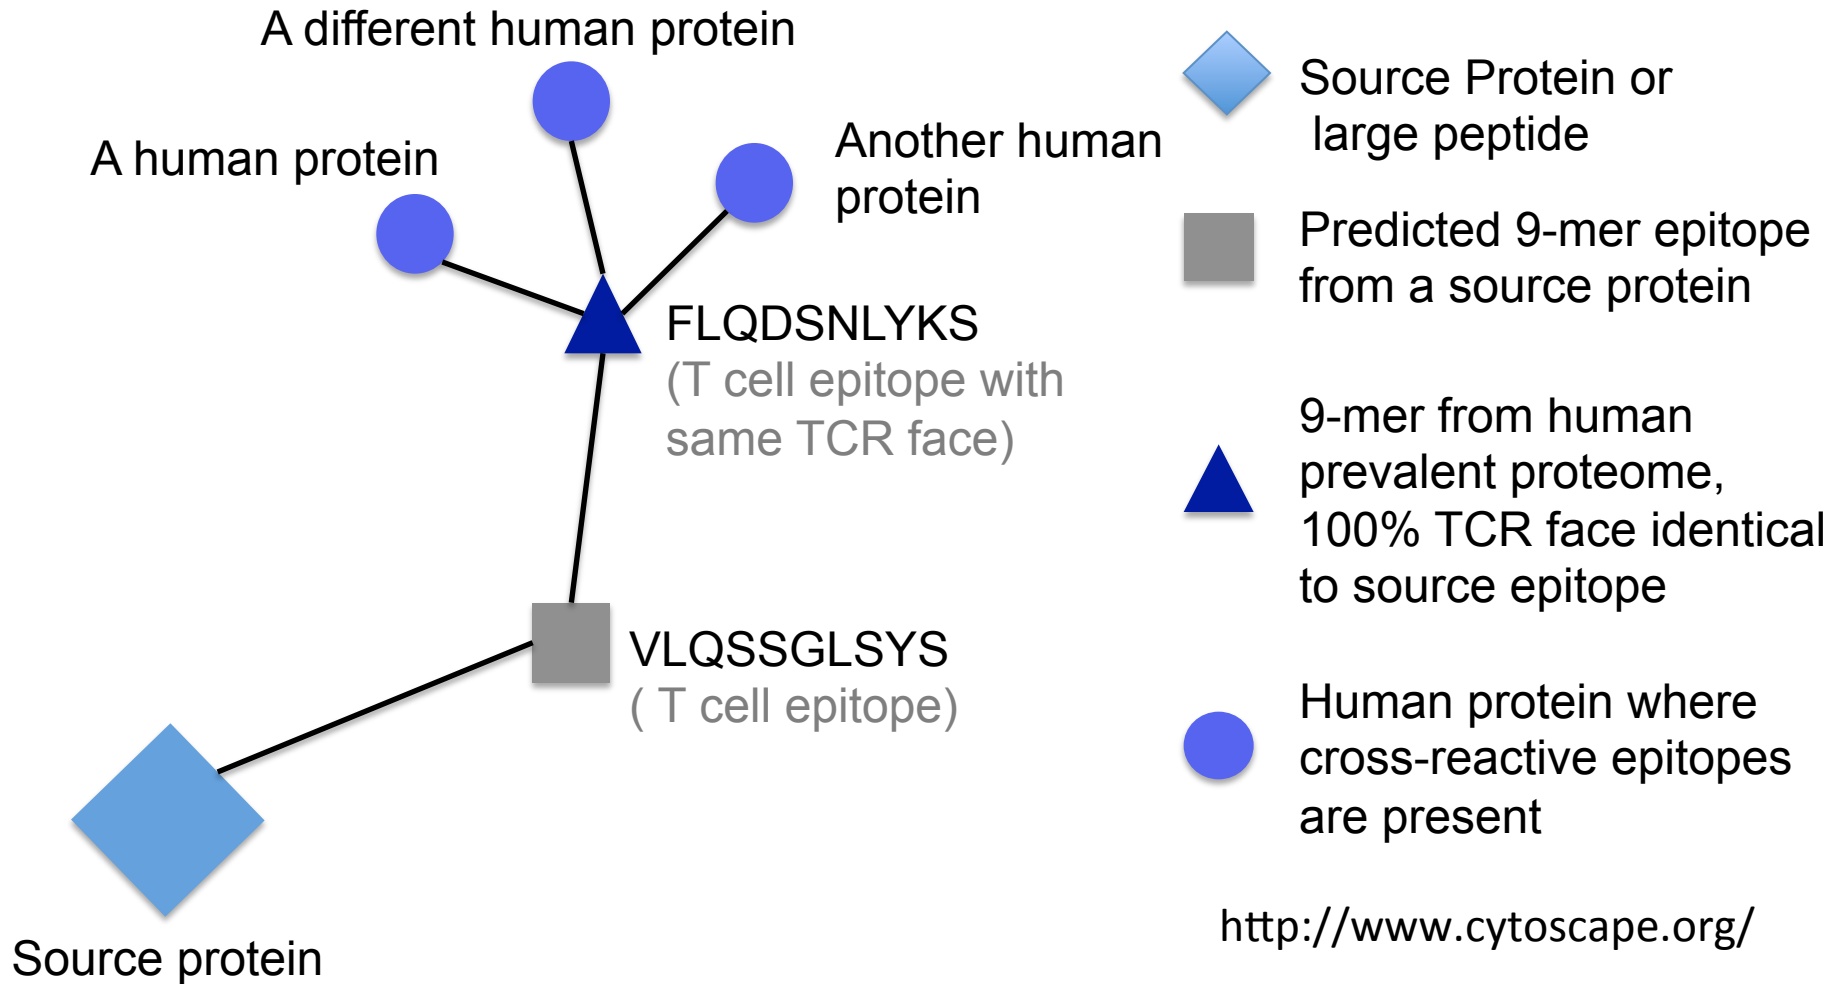 A different human protein
A human protein
Another human
protein
FLQDSNLYKS
(T cell epitope with
same TCR face)
VLQSSGLSYS
( T cell epitope)
Source protein
Source Protein or
large peptide
Predicted 9-mer epitope
from a source protein
9-mer from human
prevalent proteome,
100% TCR face identical
to source epitope
Human protein where
cross-reactive epitopes
are present
http://www.cytoscape.org/